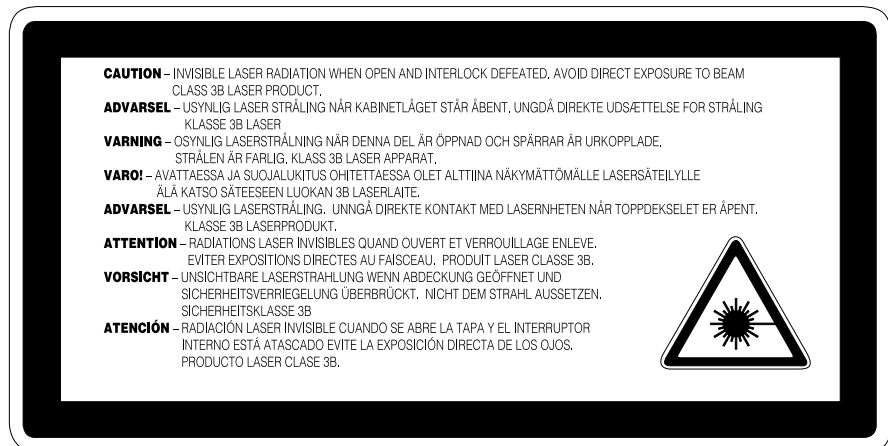 CAUTION – INVISIBLE LASER RADIATION WHEN OPEN AND INTERLOCK DEFEATED. AVOID DIRECT EXPOSURE TO BEAM
CLASS 3B LASER PRODUCT.
ADVARSEL – USYNLIG LASER STRÅLING NÅR KABINETLÅGET STÅR ÅBENT. UNGDÅ DIREKTE UDSÆTTELSE FOR STRÅLING
KLASSE 3B LASER
VARNING – OSYNLIG LASERSTRÅLNING NÄR DENNA DEL ÄR ÖPPNAD OCH SPÄRRAR ÄR URKOPPLADE.
STRÅLEN ÄR FARLIG. KLASS 3B LASER APPARAT.
VARO! – AVATTAESSA JA SUOJALUKITUS OHITETTAESSA OLET ALTTIINA NÄKYMÄTTÖMÄLLE LASERSÄTEILYLLE
ÄLÄ KATSO SÄTEESEEN LUOKAN 3B LASERLAITE.
ADVARSEL – USYNLIG LASERSTRÅLING. UNNGÅ DIREKTE KONTAKT MED LASERNHETEN NÅR TOPPDEKSELET ER ÅPENT.
KLASSE 3B LASERPRODUKT.
ATTENTION – RADIATIONS LASER INVISIBLES QUAND OUVERT ET VERROUILLAGE ENLEVE.
EVITER EXPOSITIONS DIRECTES AU FAISCEAU. PRODUIT LASER CLASSE 3B.
VORSICHT – UNSICHTBARE LASERSTRAHLUNG WENN ABDECKUNG GEÖFFNET UND
SICHERHEITSVERRIEGELUNG ÜBERBRÜCKT. NICHT DEM STRAHL AUSSETZEN.
SICHERHEITSKLASSE 3B
ATENCIÓN – RADIACIÓN LASER INVISIBLE CUANDO SE ABRE LA TAPA Y EL INTERRUPTOR
INTERNO ESTÁ ATASCADO EVITE LA EXPOSICIÓN DIRECTA DE LOS OJOS.
PRODUCTO LASER CLASE 3B.